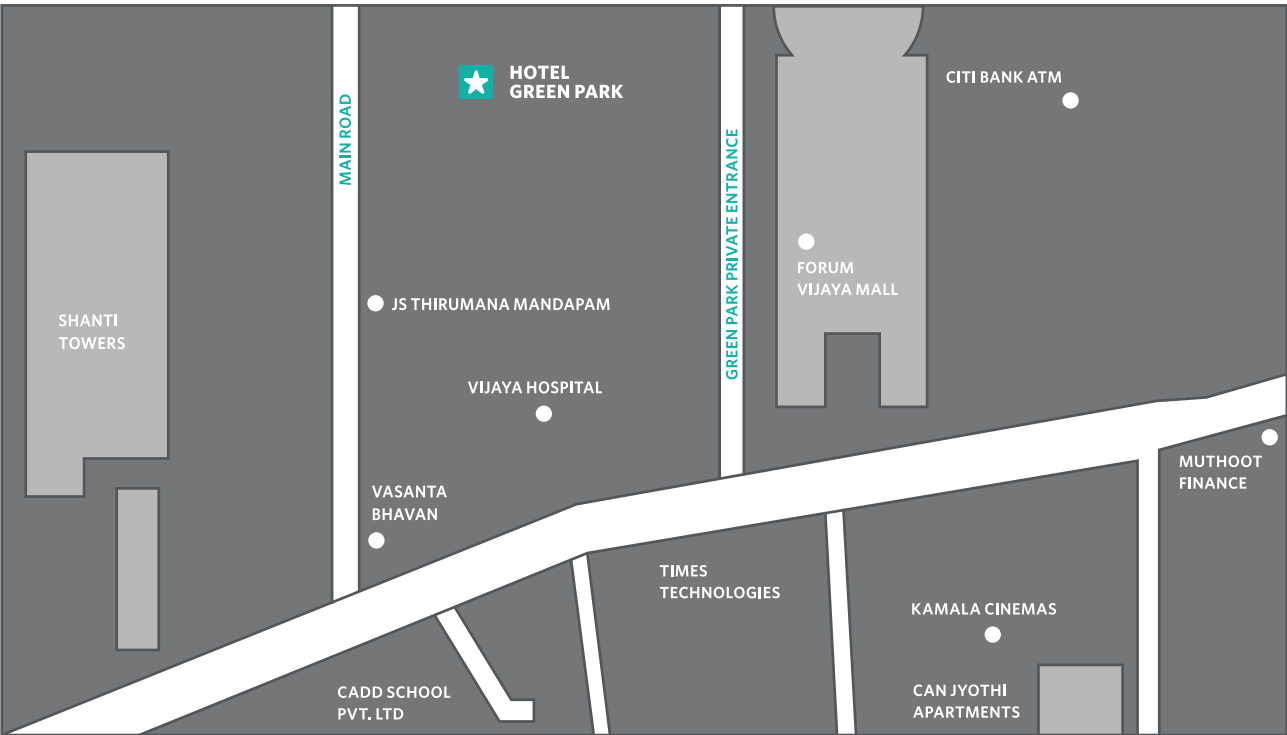 HOTEL
GREEN PARK
CITI BANK ATM
MAIN ROAD
GREEN PARK PRIVATE ENTRANCE
FORUM
VIJAYA MALL
JS THIRUMANA MANDAPAM
SHANTI
TOWERS
VIJAYA HOSPITAL
MUTHOOT
FINANCE
VASANTA
BHAVAN
TIMES
TECHNOLOGIES
KAMALA CINEMAS
CADD SCHOOL
PVT. LTD
CAN JYOTHI
APARTMENTS